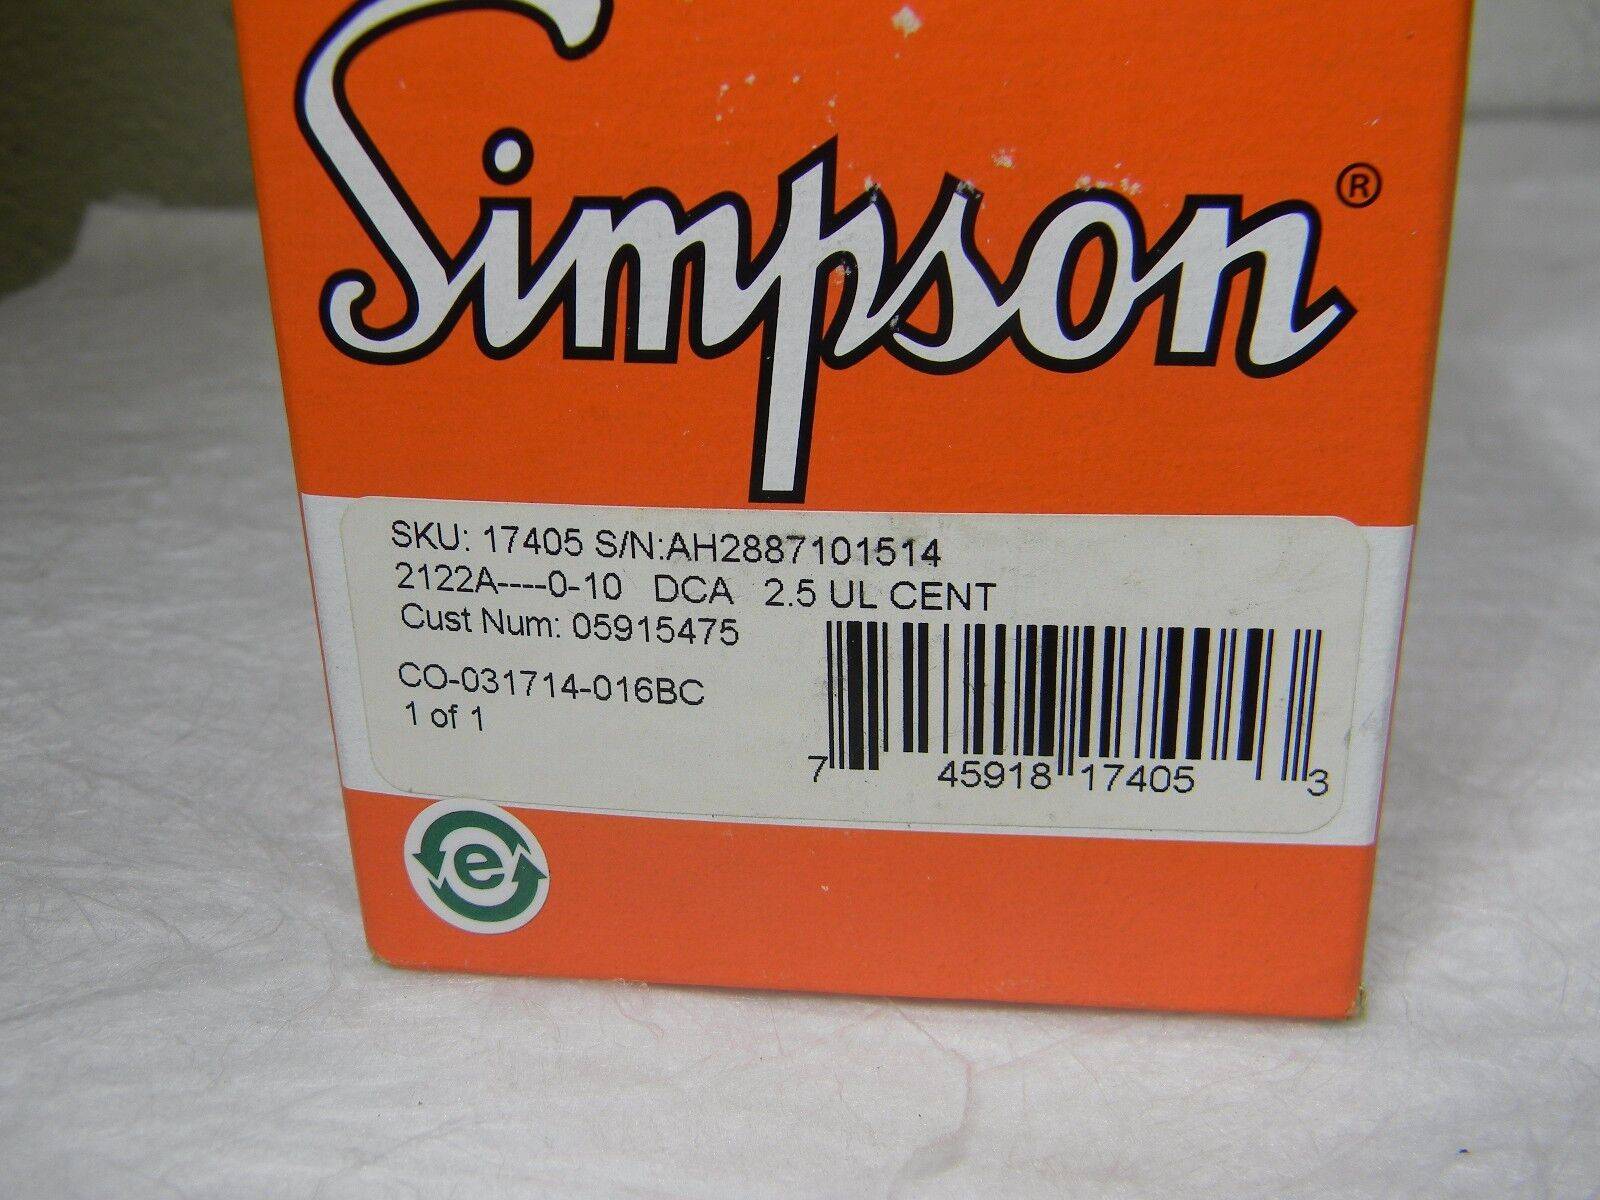 Simpson®
SKU: 17405 S/N:AH2887101514
2122A----0-10 DCA 2.5 UL CENT
Cust Num: 05915475
CO-031714-016BC
1 of 1
7 45918 17405 3
e